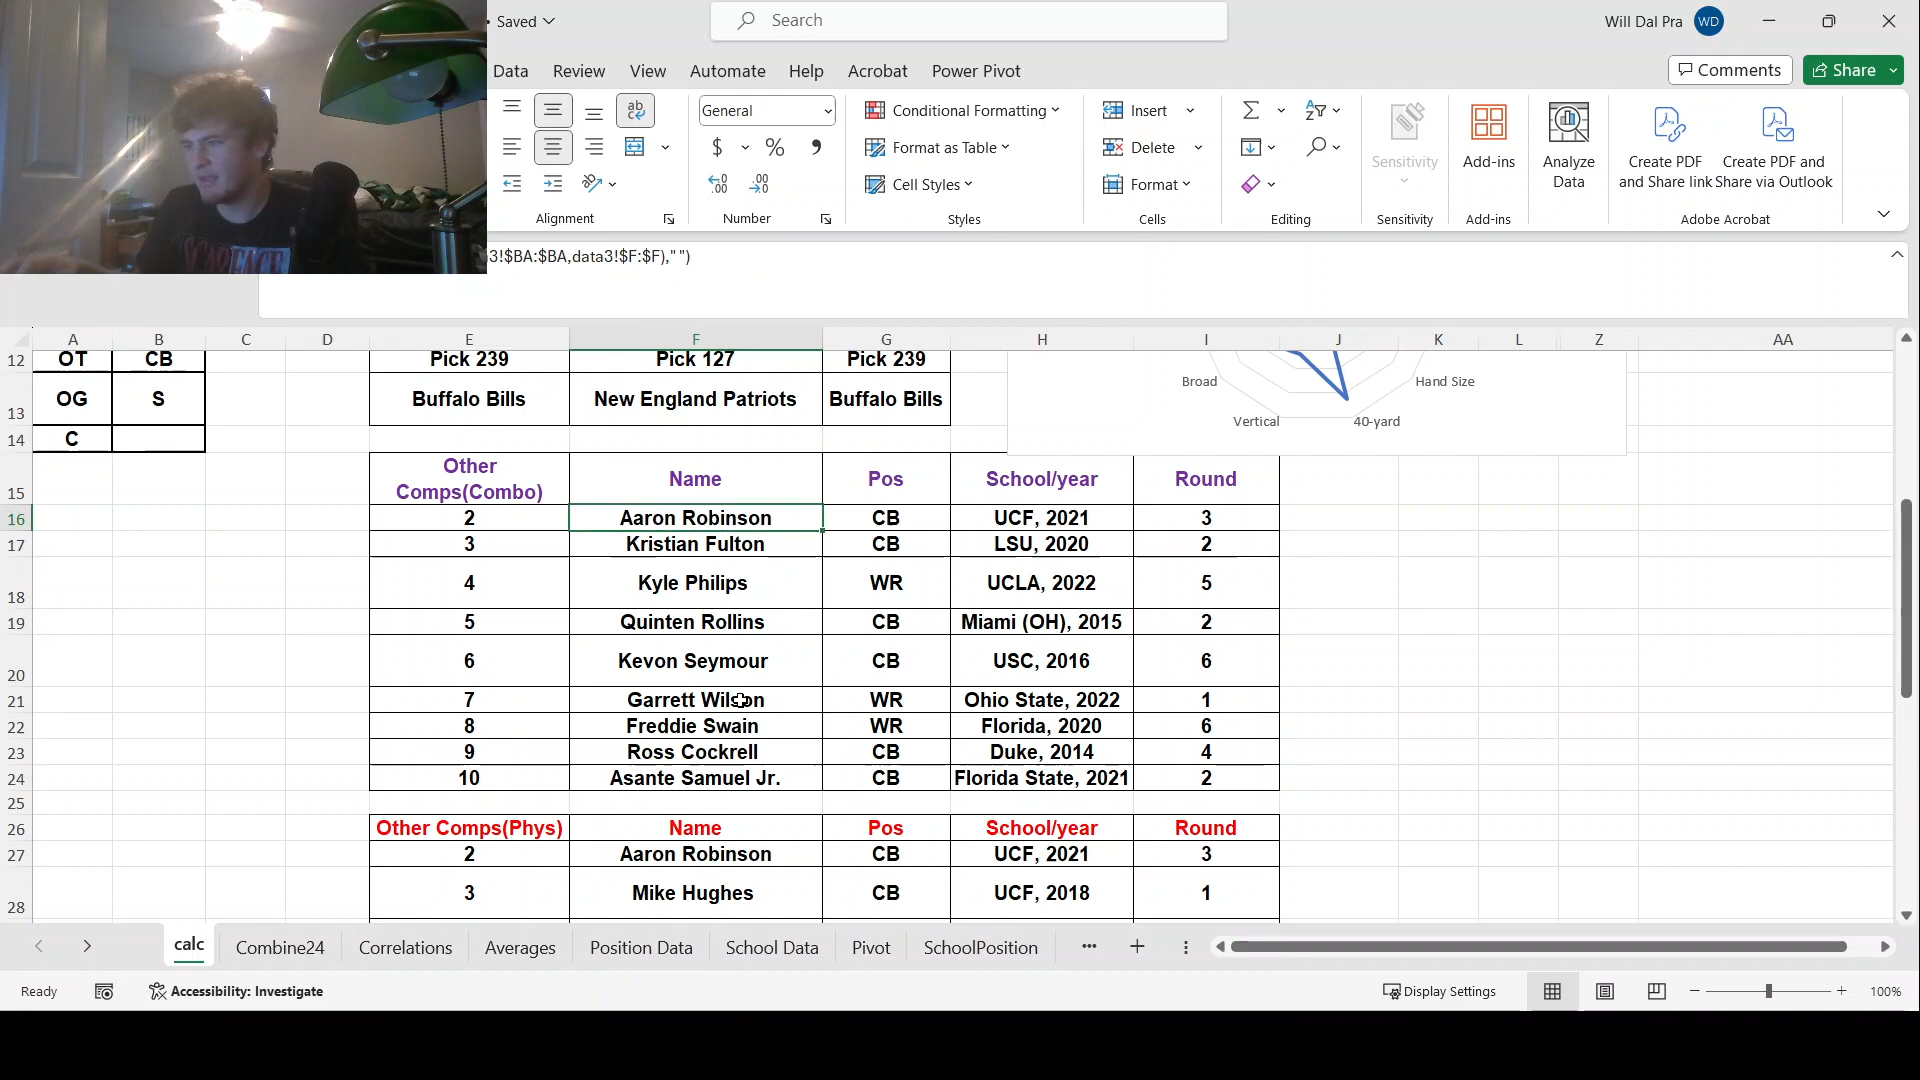 Saved
Search
Will Dal Pra WD
Data Review View Automate Help Acrobat Power Pivot
Comments Share
General
Conditional Formatting
Format as Table
Cell Styles
Insert
Delete
Format
Sensitivity
Add-ins
Analyze Data
Create PDF and Share link
Create PDF and Share via Outlook
Alignment Number Styles Cells Editing Sensitivity Add-ins Adobe Acrobat
3!$BA:$BA,data3!$F:$F)," ")
A B C D E F G H I J K L Z AA
12 OT CB Pick 239 Pick 127 Pick 239
13 OG S Buffalo Bills New England Patriots Buffalo Bills
14 C
Broad Hand Size
Vertical 40-yard
15 Other Comps(Combo) Name Pos School/year Round
16 2 Aaron Robinson CB UCF, 2021 3
17 3 Kristian Fulton CB LSU, 2020 2
18 4 Kyle Philips WR UCLA, 2022 5
19 5 Quinten Rollins CB Miami (OH), 2015 2
20 6 Kevon Seymour CB USC, 2016 6
21 7 Garrett Wilson WR Ohio State, 2022 1
22 8 Freddie Swain WR Florida, 2020 6
23 9 Ross Cockrell CB Duke, 2014 4
24 10 Asante Samuel Jr. CB Florida State, 2021 2
25
26 Other Comps(Phys) Name Pos School/year Round
27 2 Aaron Robinson CB UCF, 2021 3
28 3 Mike Hughes CB UCF, 2018 1
calc Combine24 Correlations Averages Position Data School Data Pivot SchoolPosition
Ready Accessibility: Investigate Display Settings 100%